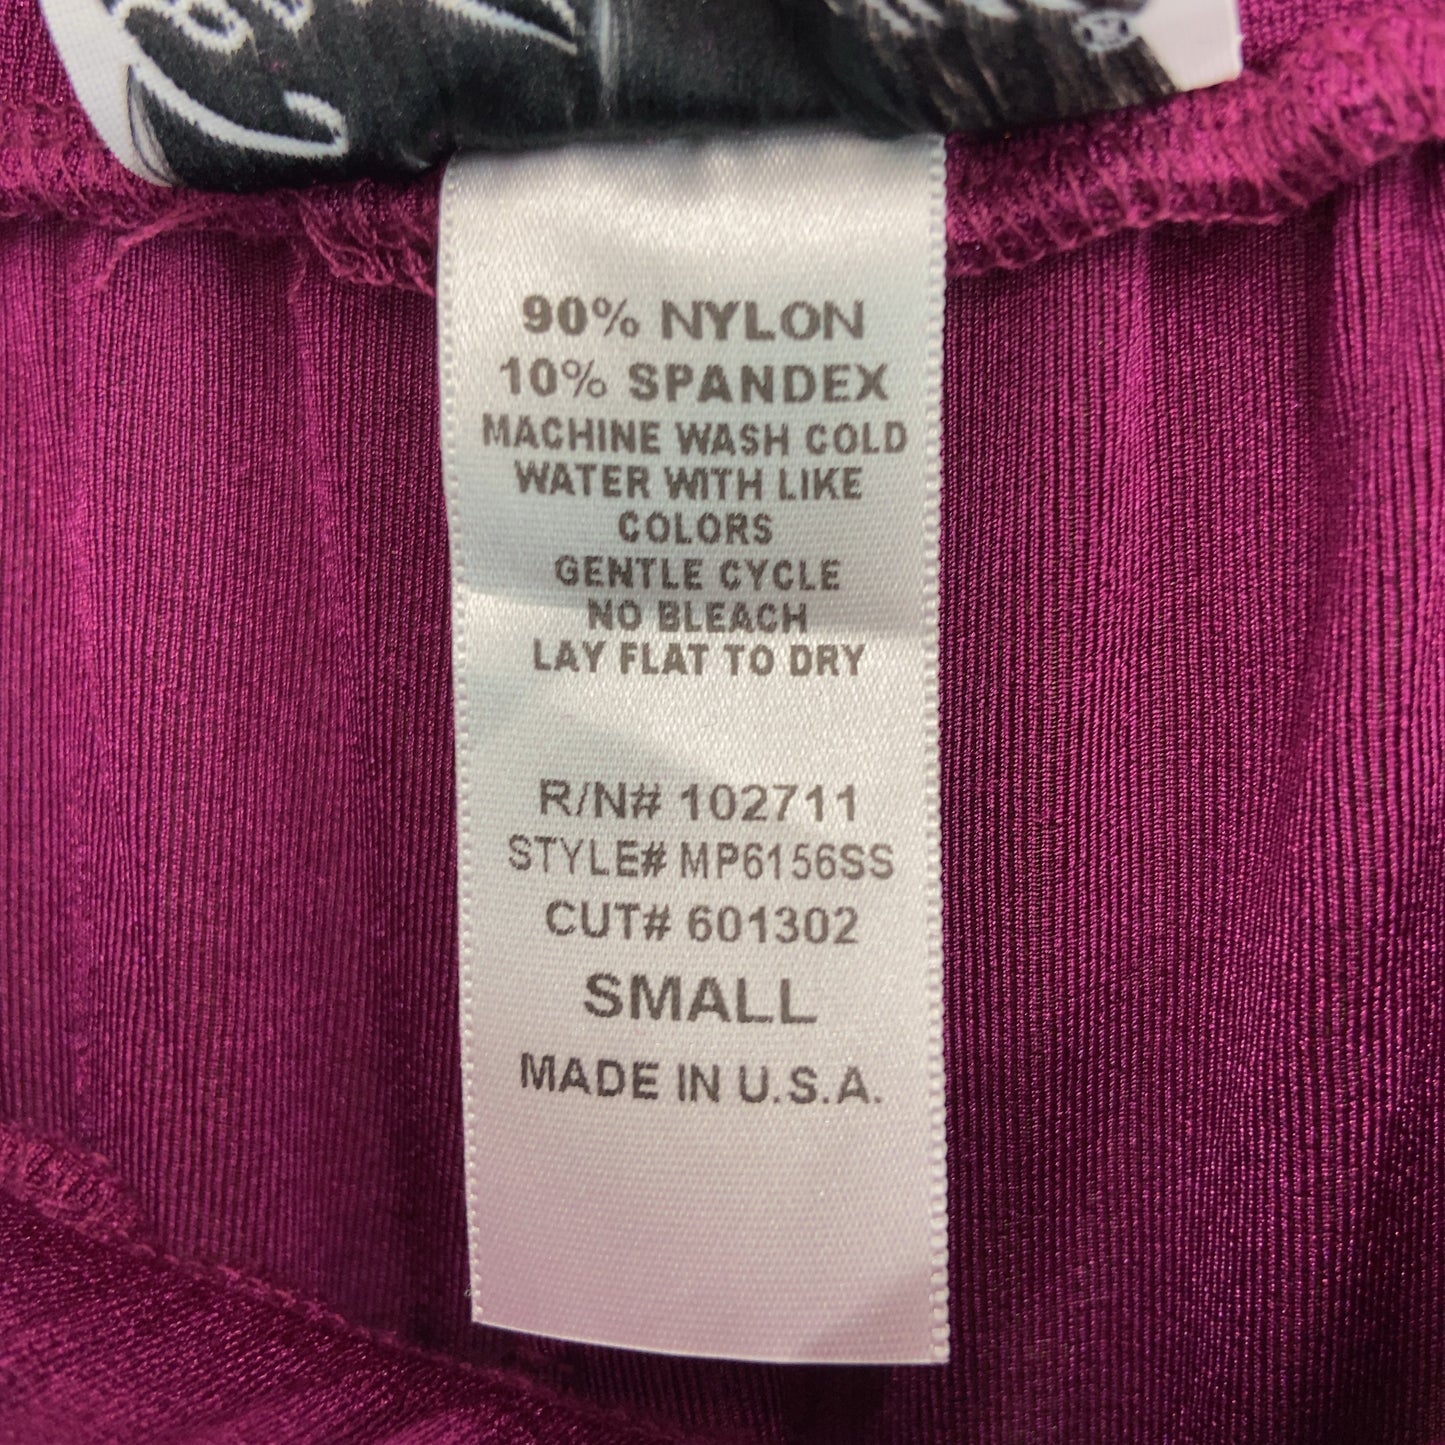 90% NYLON
10% SPANDEX
MACHINE WASH COLD
WATER WITH LIKE
COLORS
GENTLE CYCLE
NO BLEACH
LAY FLAT TO DRY
R/N# 102711
STYLE# MP6156SS
CUT# 601302
SMALL
MADE IN U.S.A.